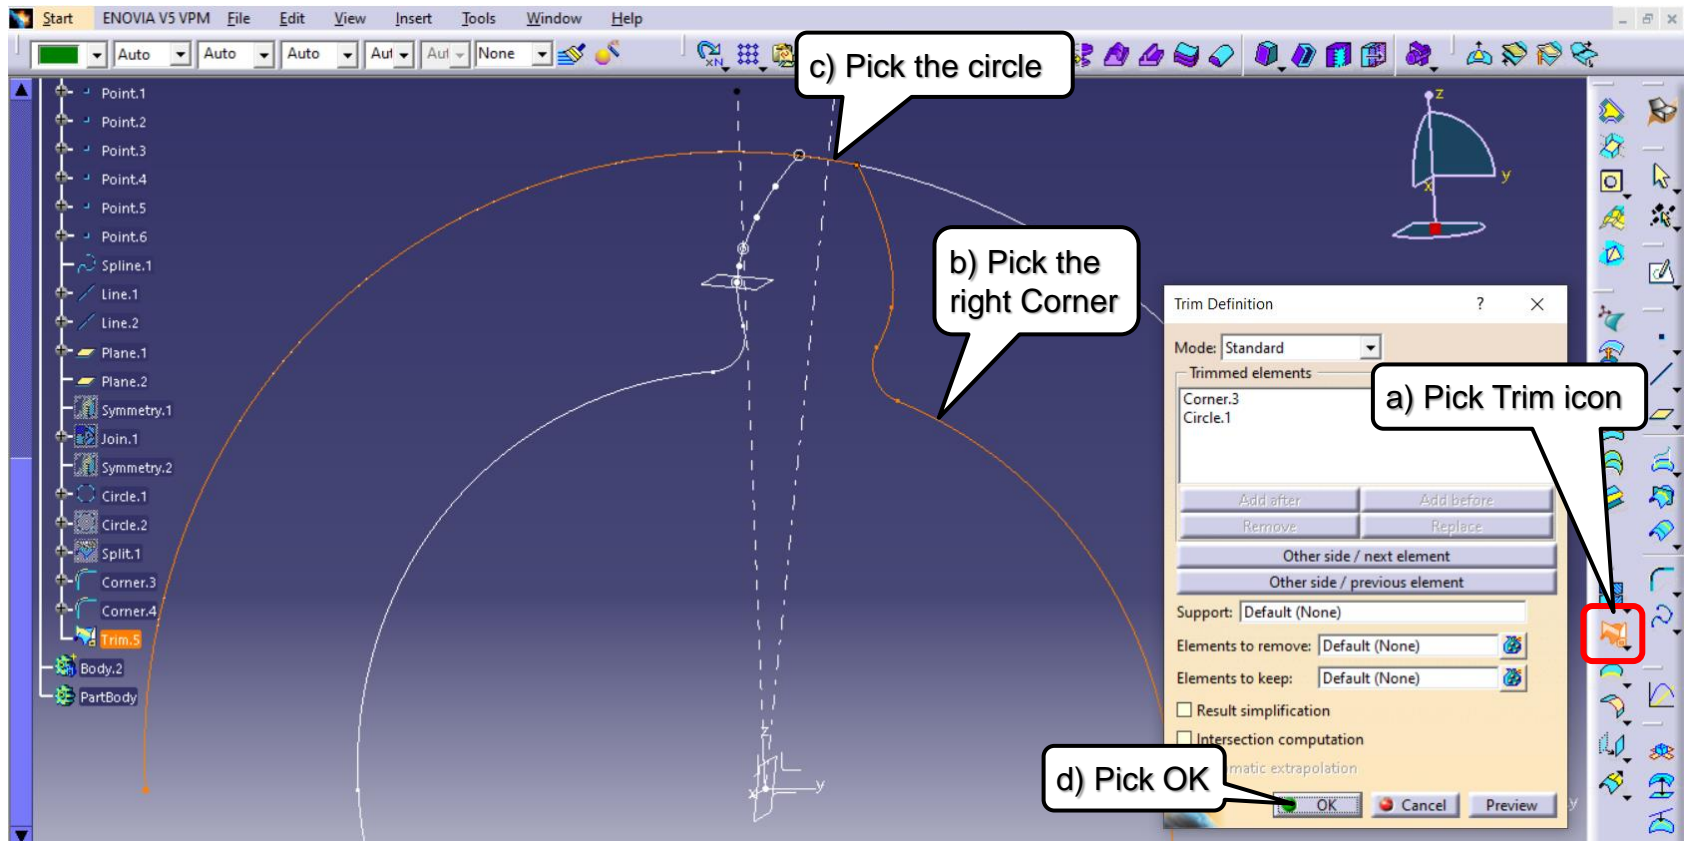 Start ENOVIA V5 VPM File Edit View Insert Tools Window Help
Auto Auto Auto Aut Aut None
c) Pick the circle
Point.1
Point.2
Point.3
Point.4
Point.5
Point.6
Spline.1
Line.1
Line.2
Plane.1
Plane.2
Symmetry.1
Join.1
Symmetry.2
Circle.1
Circle.2
Split.1
Corner.3
Corner.4
Trim.5
Body.2
PartBody
z
y
x
b) Pick the
right Corner
z
y
x
Trim Definition ? X
Mode: Standard
Trimmed elements
Corner.3
Circle.1
a) Pick Trim icon
Add after Add before
Remove Replace
Other side / next element
Other side / previous element
Support: Default (None)
Elements to remove: Default (None)
Elements to keep: Default (None)
Result simplification
Intersection computation
matic extrapolation
d) Pick OK
OK Cancel Preview
y